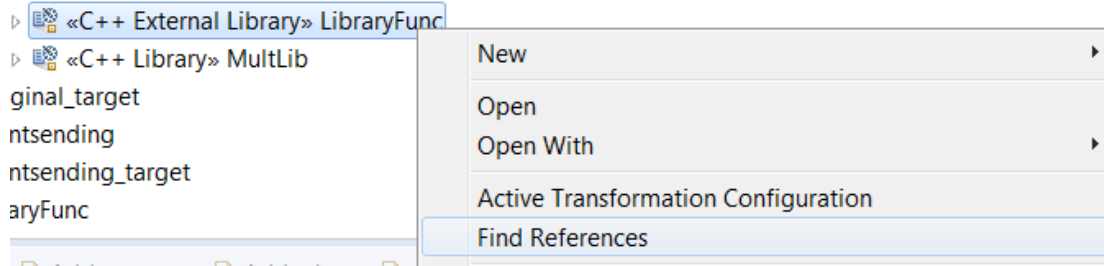 «C++ External Library» LibraryFunc
«C++ Library» MultLib
ginal_target
ntsending
ntsending_target
aryFunc
New
Open
Open With
Active Transformation Configuration
Find References